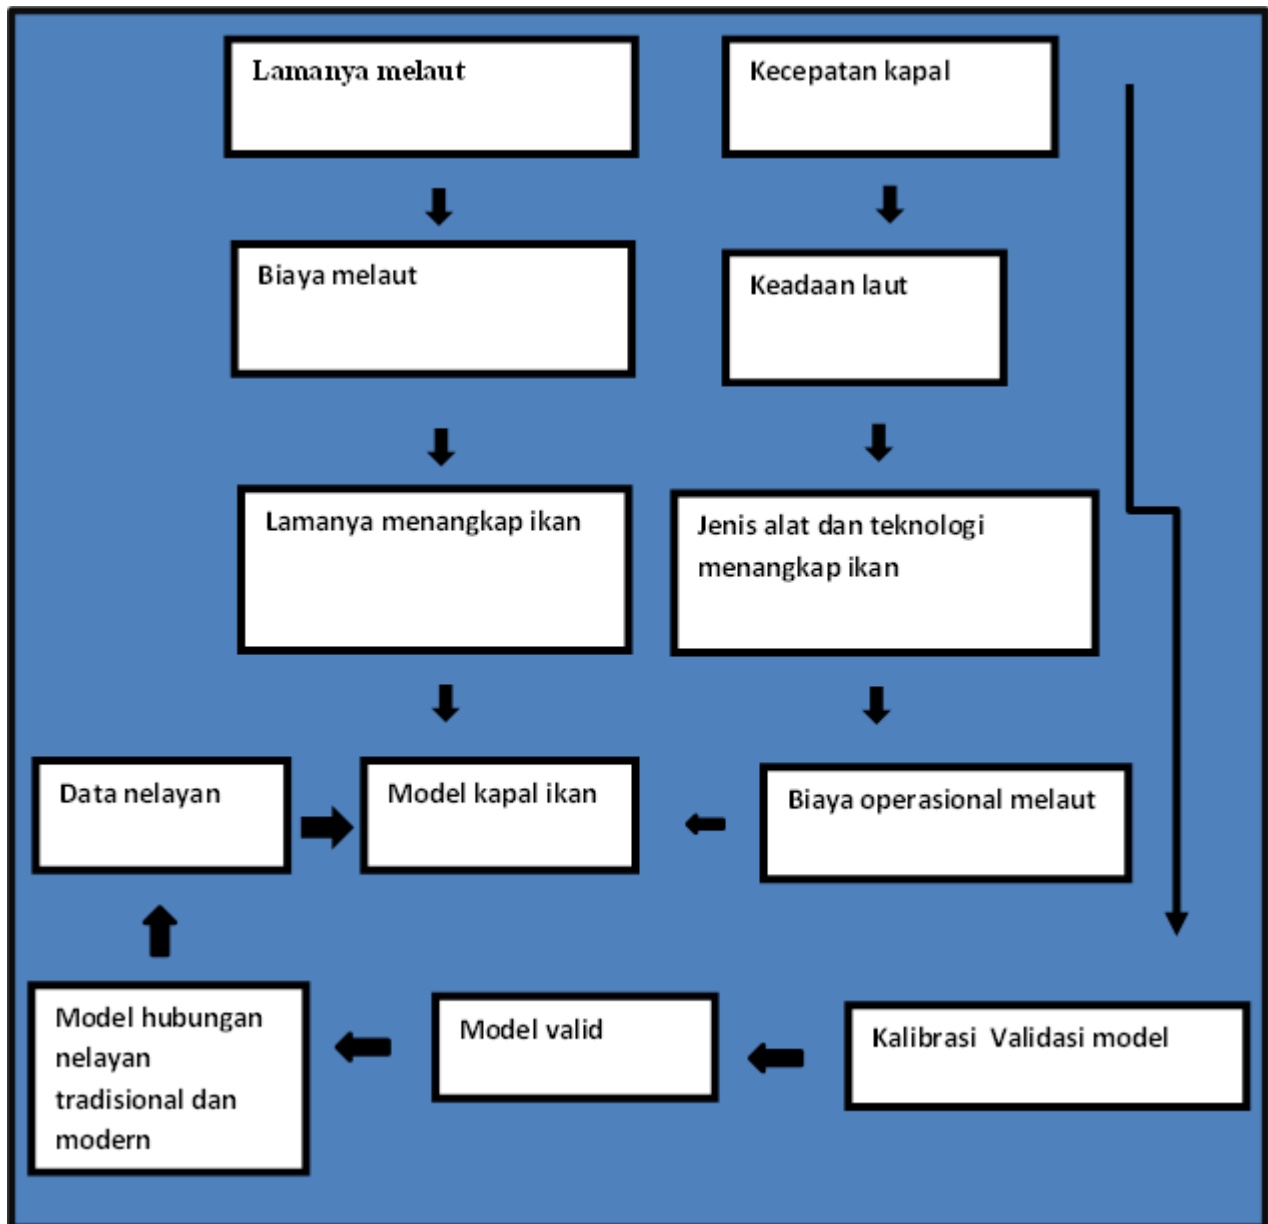 Lamanya melaut
Kecepatan kapal
Biaya melaut
Keadaan laut
Lamanya menangkap ikan
Jenis alat dan teknologi
menangkap ikan
Data nelayan
Model kapal ikan
Biaya operasional melaut
Model hubungan
nelayan
tradisional dan
modern
Model valid
Kalibrasi  Validasi model